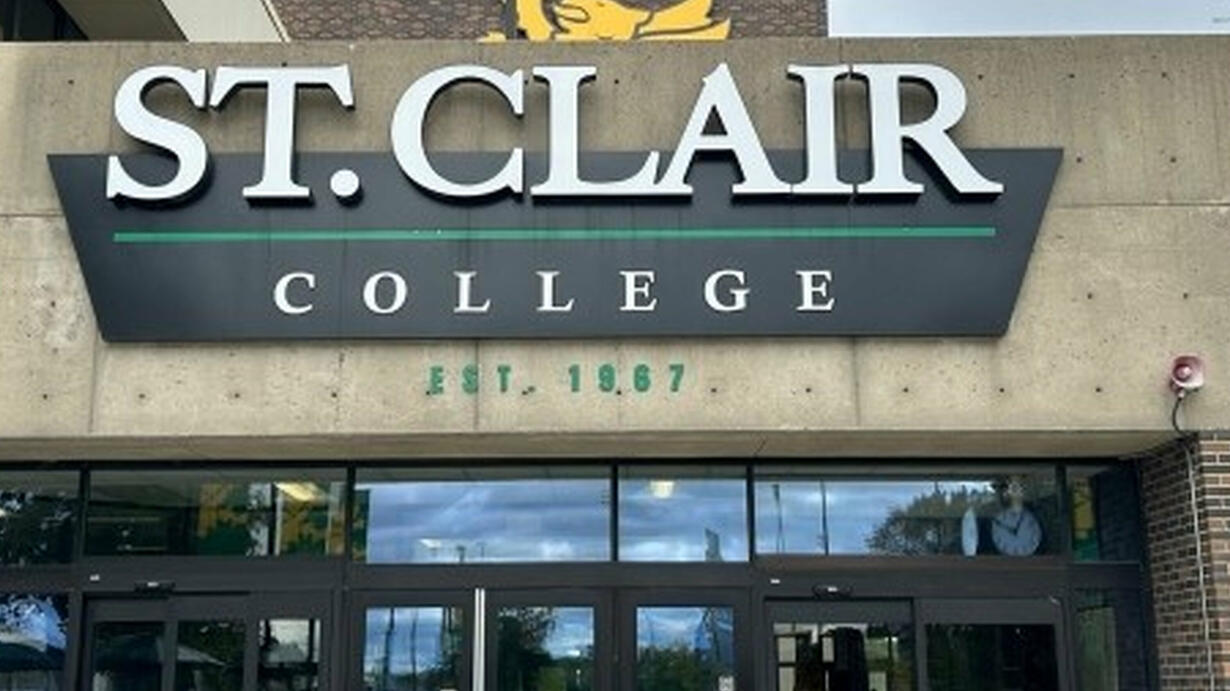 ST. CLAIR
COLLEGE
EST. 1967